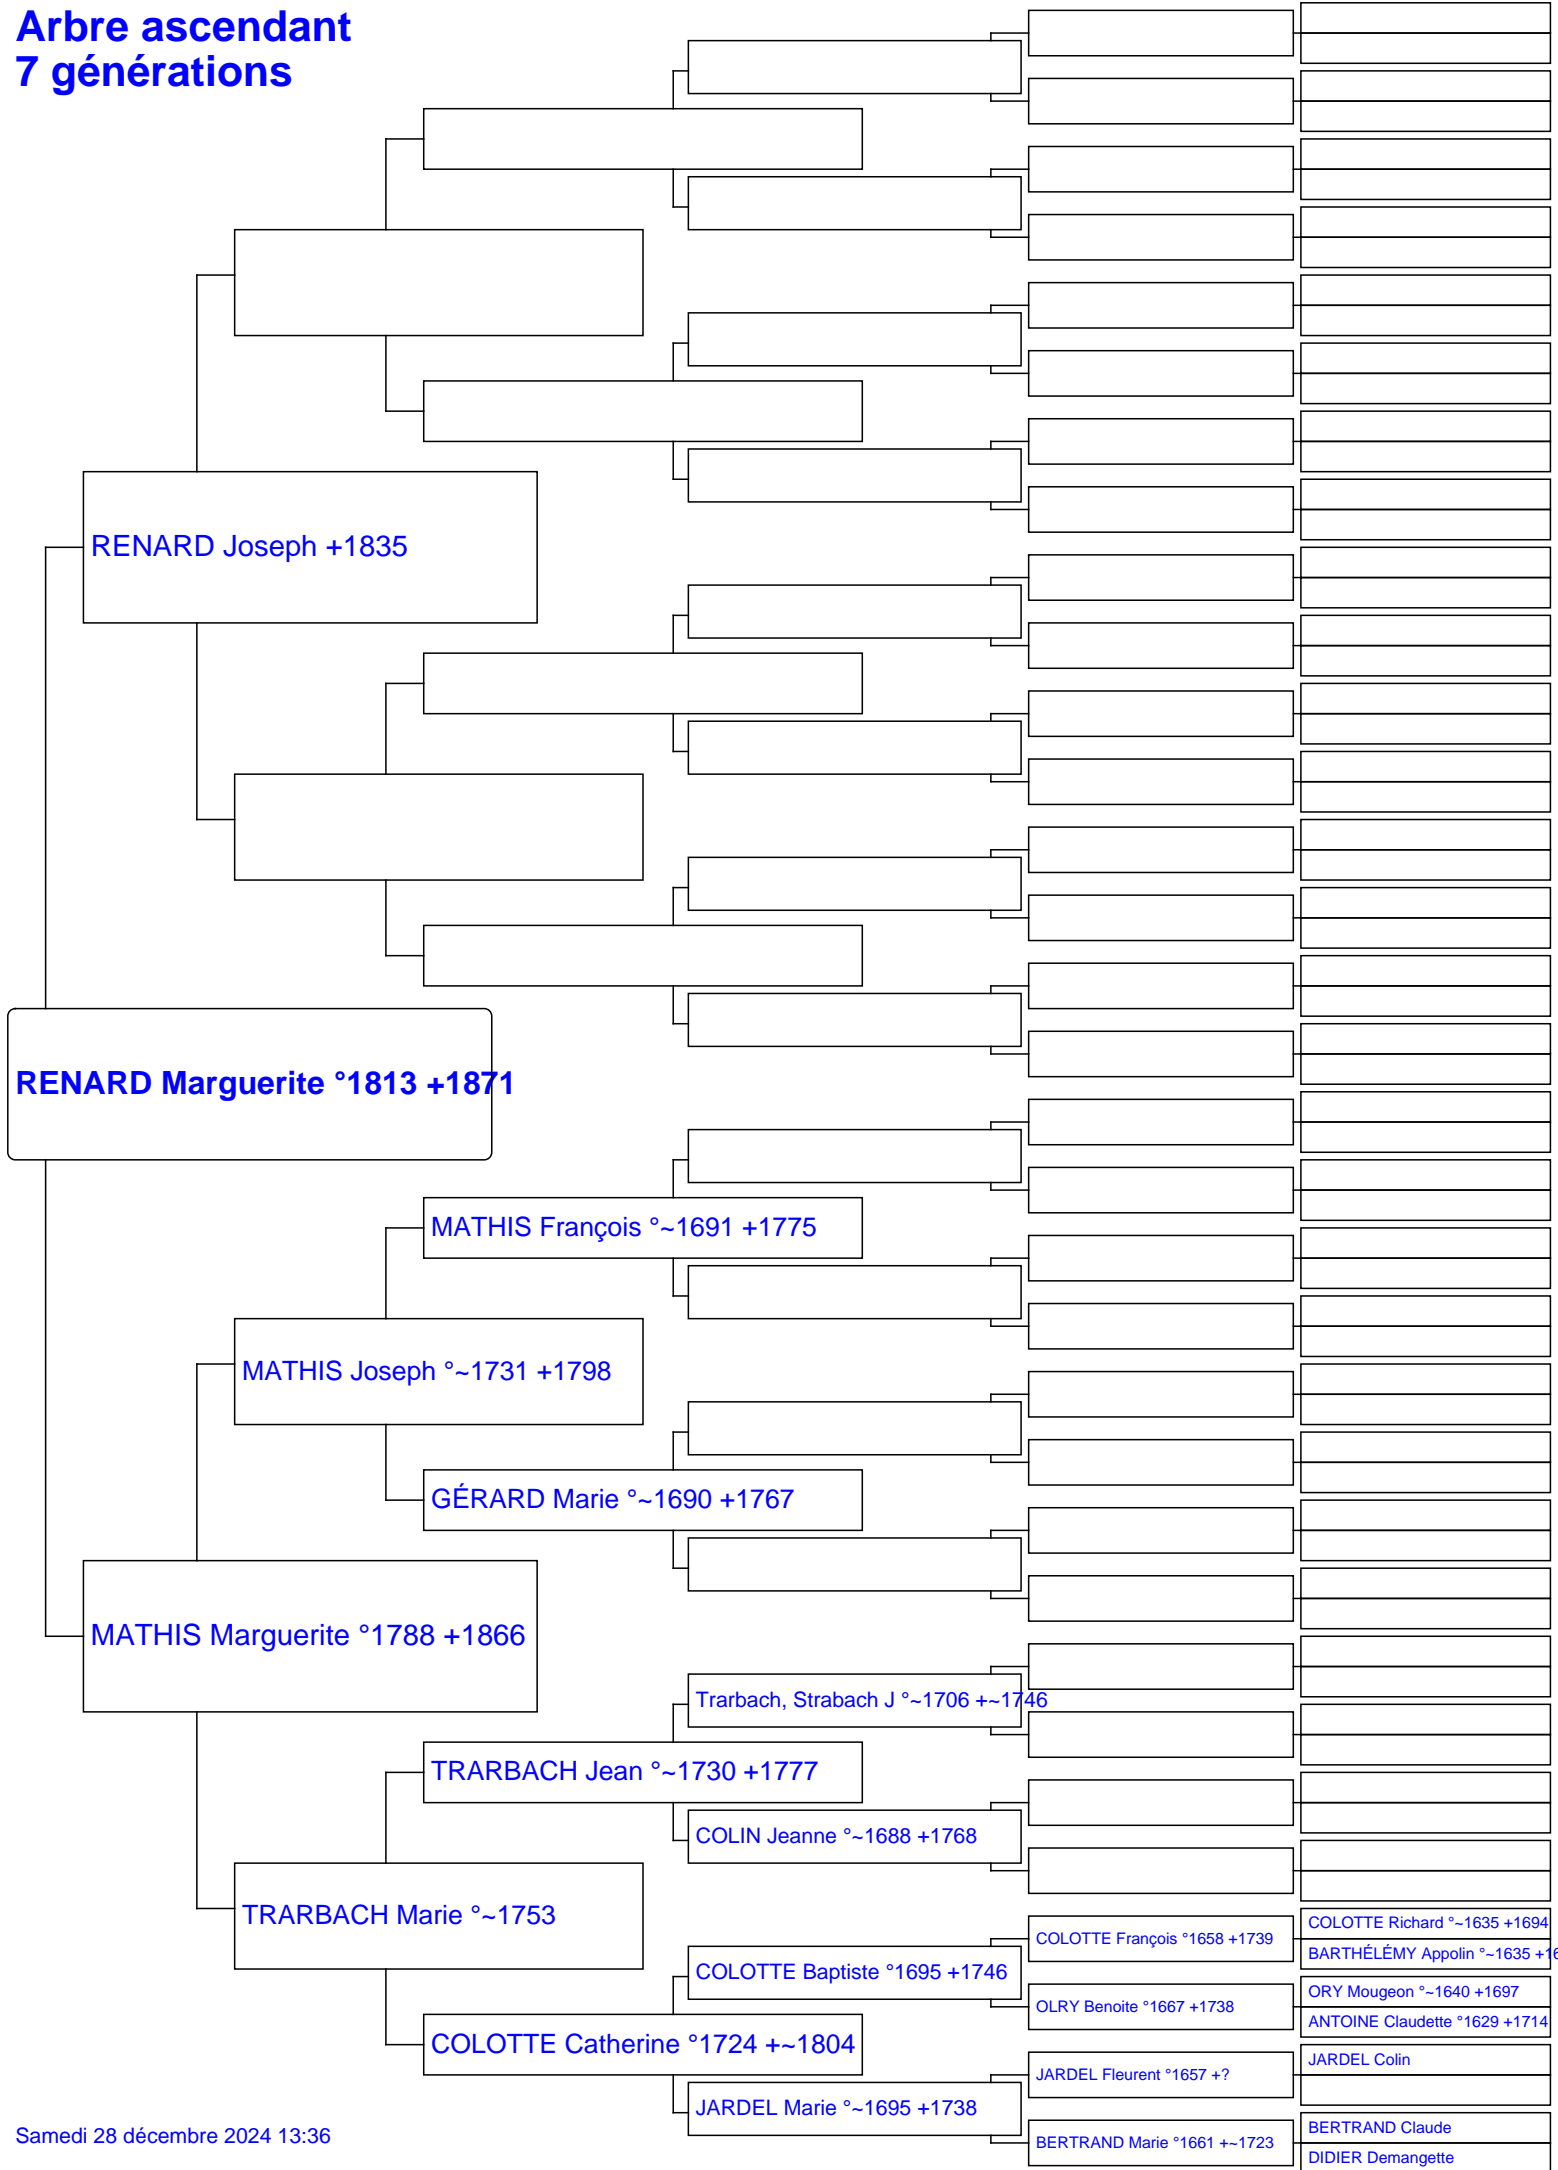 Arbre ascendant
7 générations
RENARD Joseph +1835
RENARD Marguerite °1813 +1871
MATHIS François °~1691 +1775
MATHIS Joseph °~1731 +1798
GÉRARD Marie °~1690 +1767
MATHIS Marguerite °1788 +1866
Trarbach, Strabach J °~1706 +~1746
TRARBACH Jean °~1730 +1777
COLIN Jeanne °~1688 +1768
TRARBACH Marie °~1753
COLOTTE Richard °~1635 +1694
COLOTTE François °1658 +1739
BARTHÉLÉMY Appolin °~1635 +16
COLOTTE Baptiste °1695 +1746
ORY Mougeon °~1640 +1697
OLRY Benoite °1667 +1738
ANTOINE Claudette °1629 +1714
COLOTTE Catherine °1724 +~1804
JARDEL Colin
JARDEL Fleurent °1657 +?
JARDEL Marie °~1695 +1738
BERTRAND Claude
BERTRAND Marie °1661 +~1723
DIDIER Demangette
Samedi 28 décembre 2024 13:36